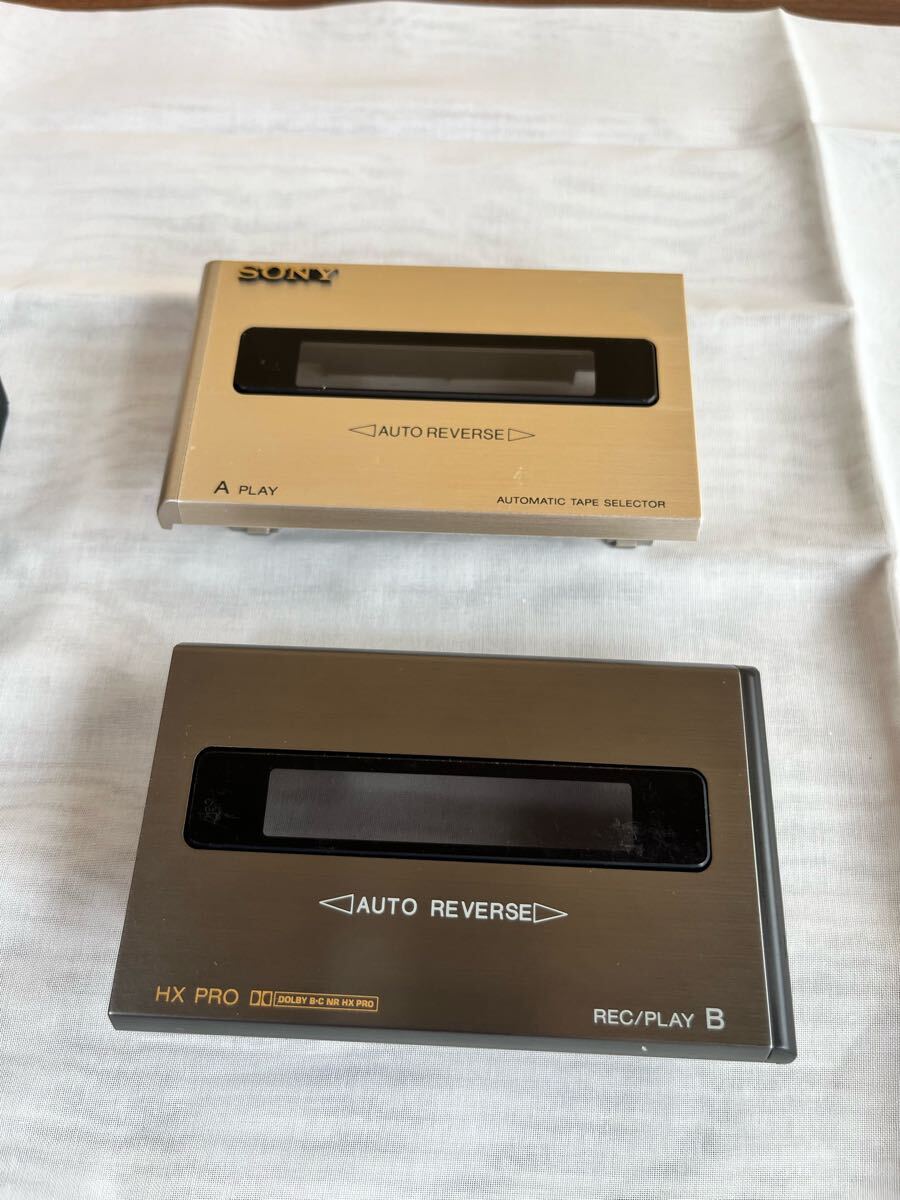 SONY
◁ AUTO REVERSE ▷
A PLAY
AUTOMATIC TAPE SELECTOR
◁ AUTO REVERSE ▷
HX PRO DOLBY B·C NR HX PRO
REC/PLAY B